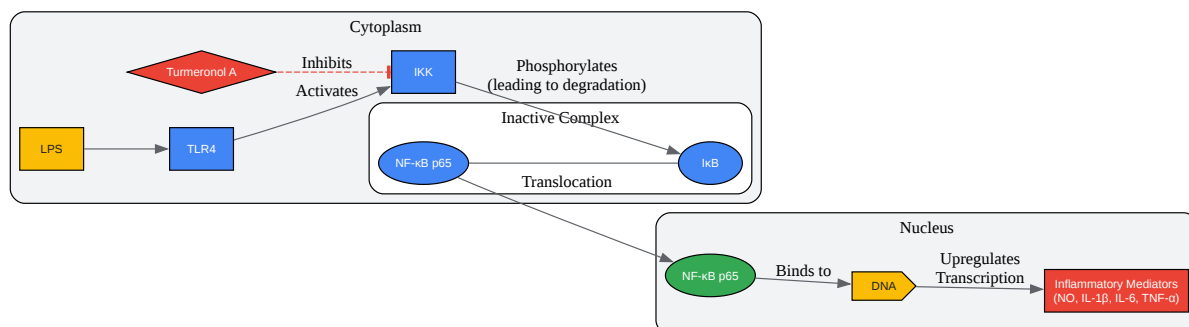 Cytoplasm
Turmeronol A
Inhibits
IKK
Activates
Phosphorylates
(leading to degradation)
LPS
TLR4
Inactive Complex
NF-κB p65
IκB
Translocation
Nucleus
NF-κB p65
Binds to
DNA
Upregulates
Transcription
Inflammatory Mediators
(NO, IL-1β, IL-6, TNF-α)